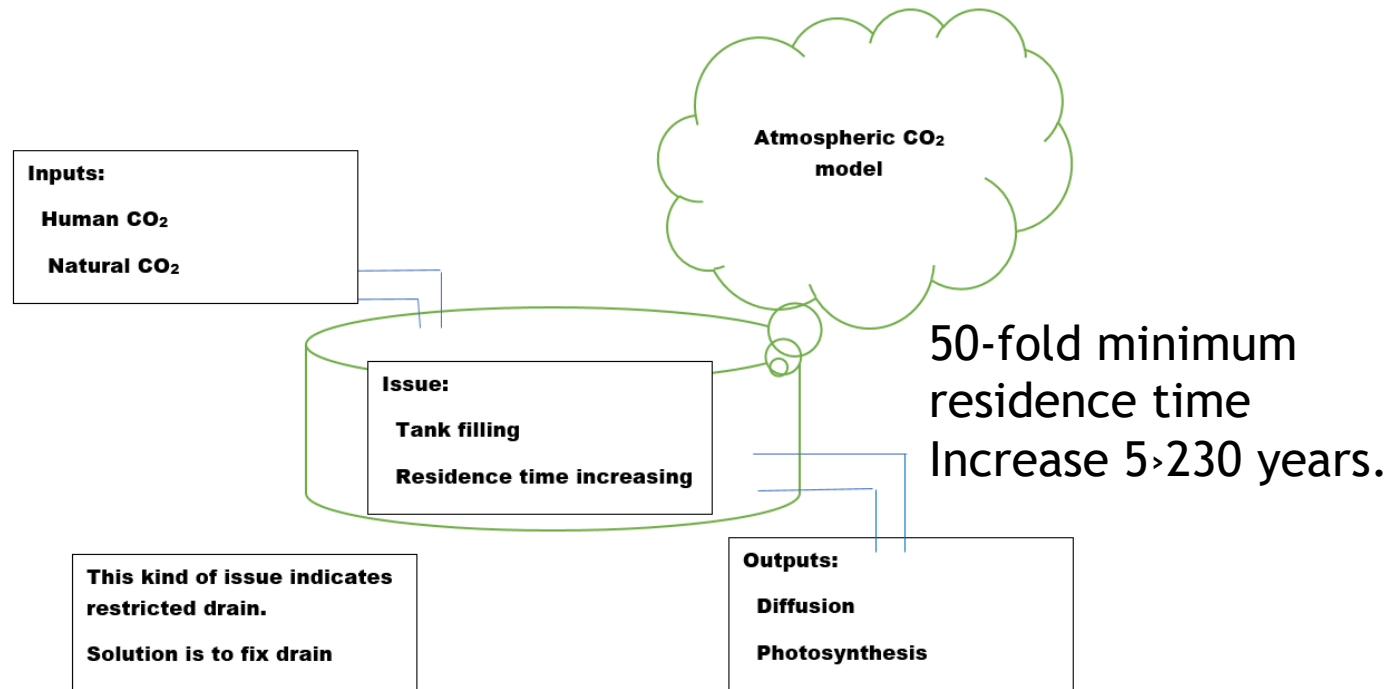 Atmospheric CO₂
model
Inputs:
Human CO₂
Natural CO₂
Issue:
Tank filling
Residence time increasing
50-fold minimum
residence time
Increase 5›230 years.
This kind of issue indicates
restricted drain.
Solution is to fix drain
Outputs:
Diffusion
Photosynthesis